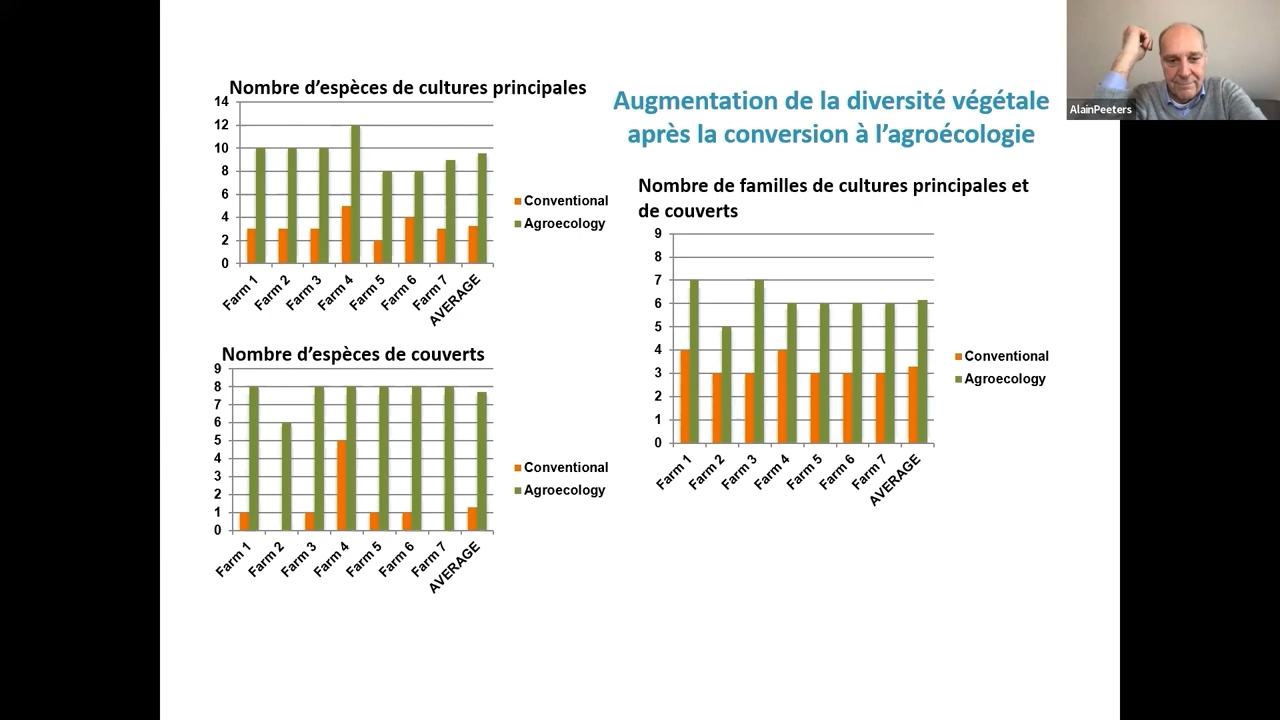 AlainPeeters
Augmentation de la diversité végétale
après la conversion à l'agroécologie
Nombre d'espèces de cultures principales
14
12
10
8
6
4
2
0
Farm 1
Farm 2
Farm 3
Farm 4
Farm 5
Farm 6
Farm 7
AVERAGE
Conventional
Agroecology
Nombre d'espèces de couverts
9
8
7
6
5
4
3
2
1
0
Farm 1
Farm 2
Farm 3
Farm 4
Farm 5
Farm 6
Farm 7
AVERAGE
Conventional
Agroecology
Nombre de familles de cultures principales et
de couverts
9
8
7
6
5
4
3
2
1
0
Farm 1
Farm 2
Farm 3
Farm 4
Farm 5
Farm 6
Farm 7
AVERAGE
Conventional
Agroecology